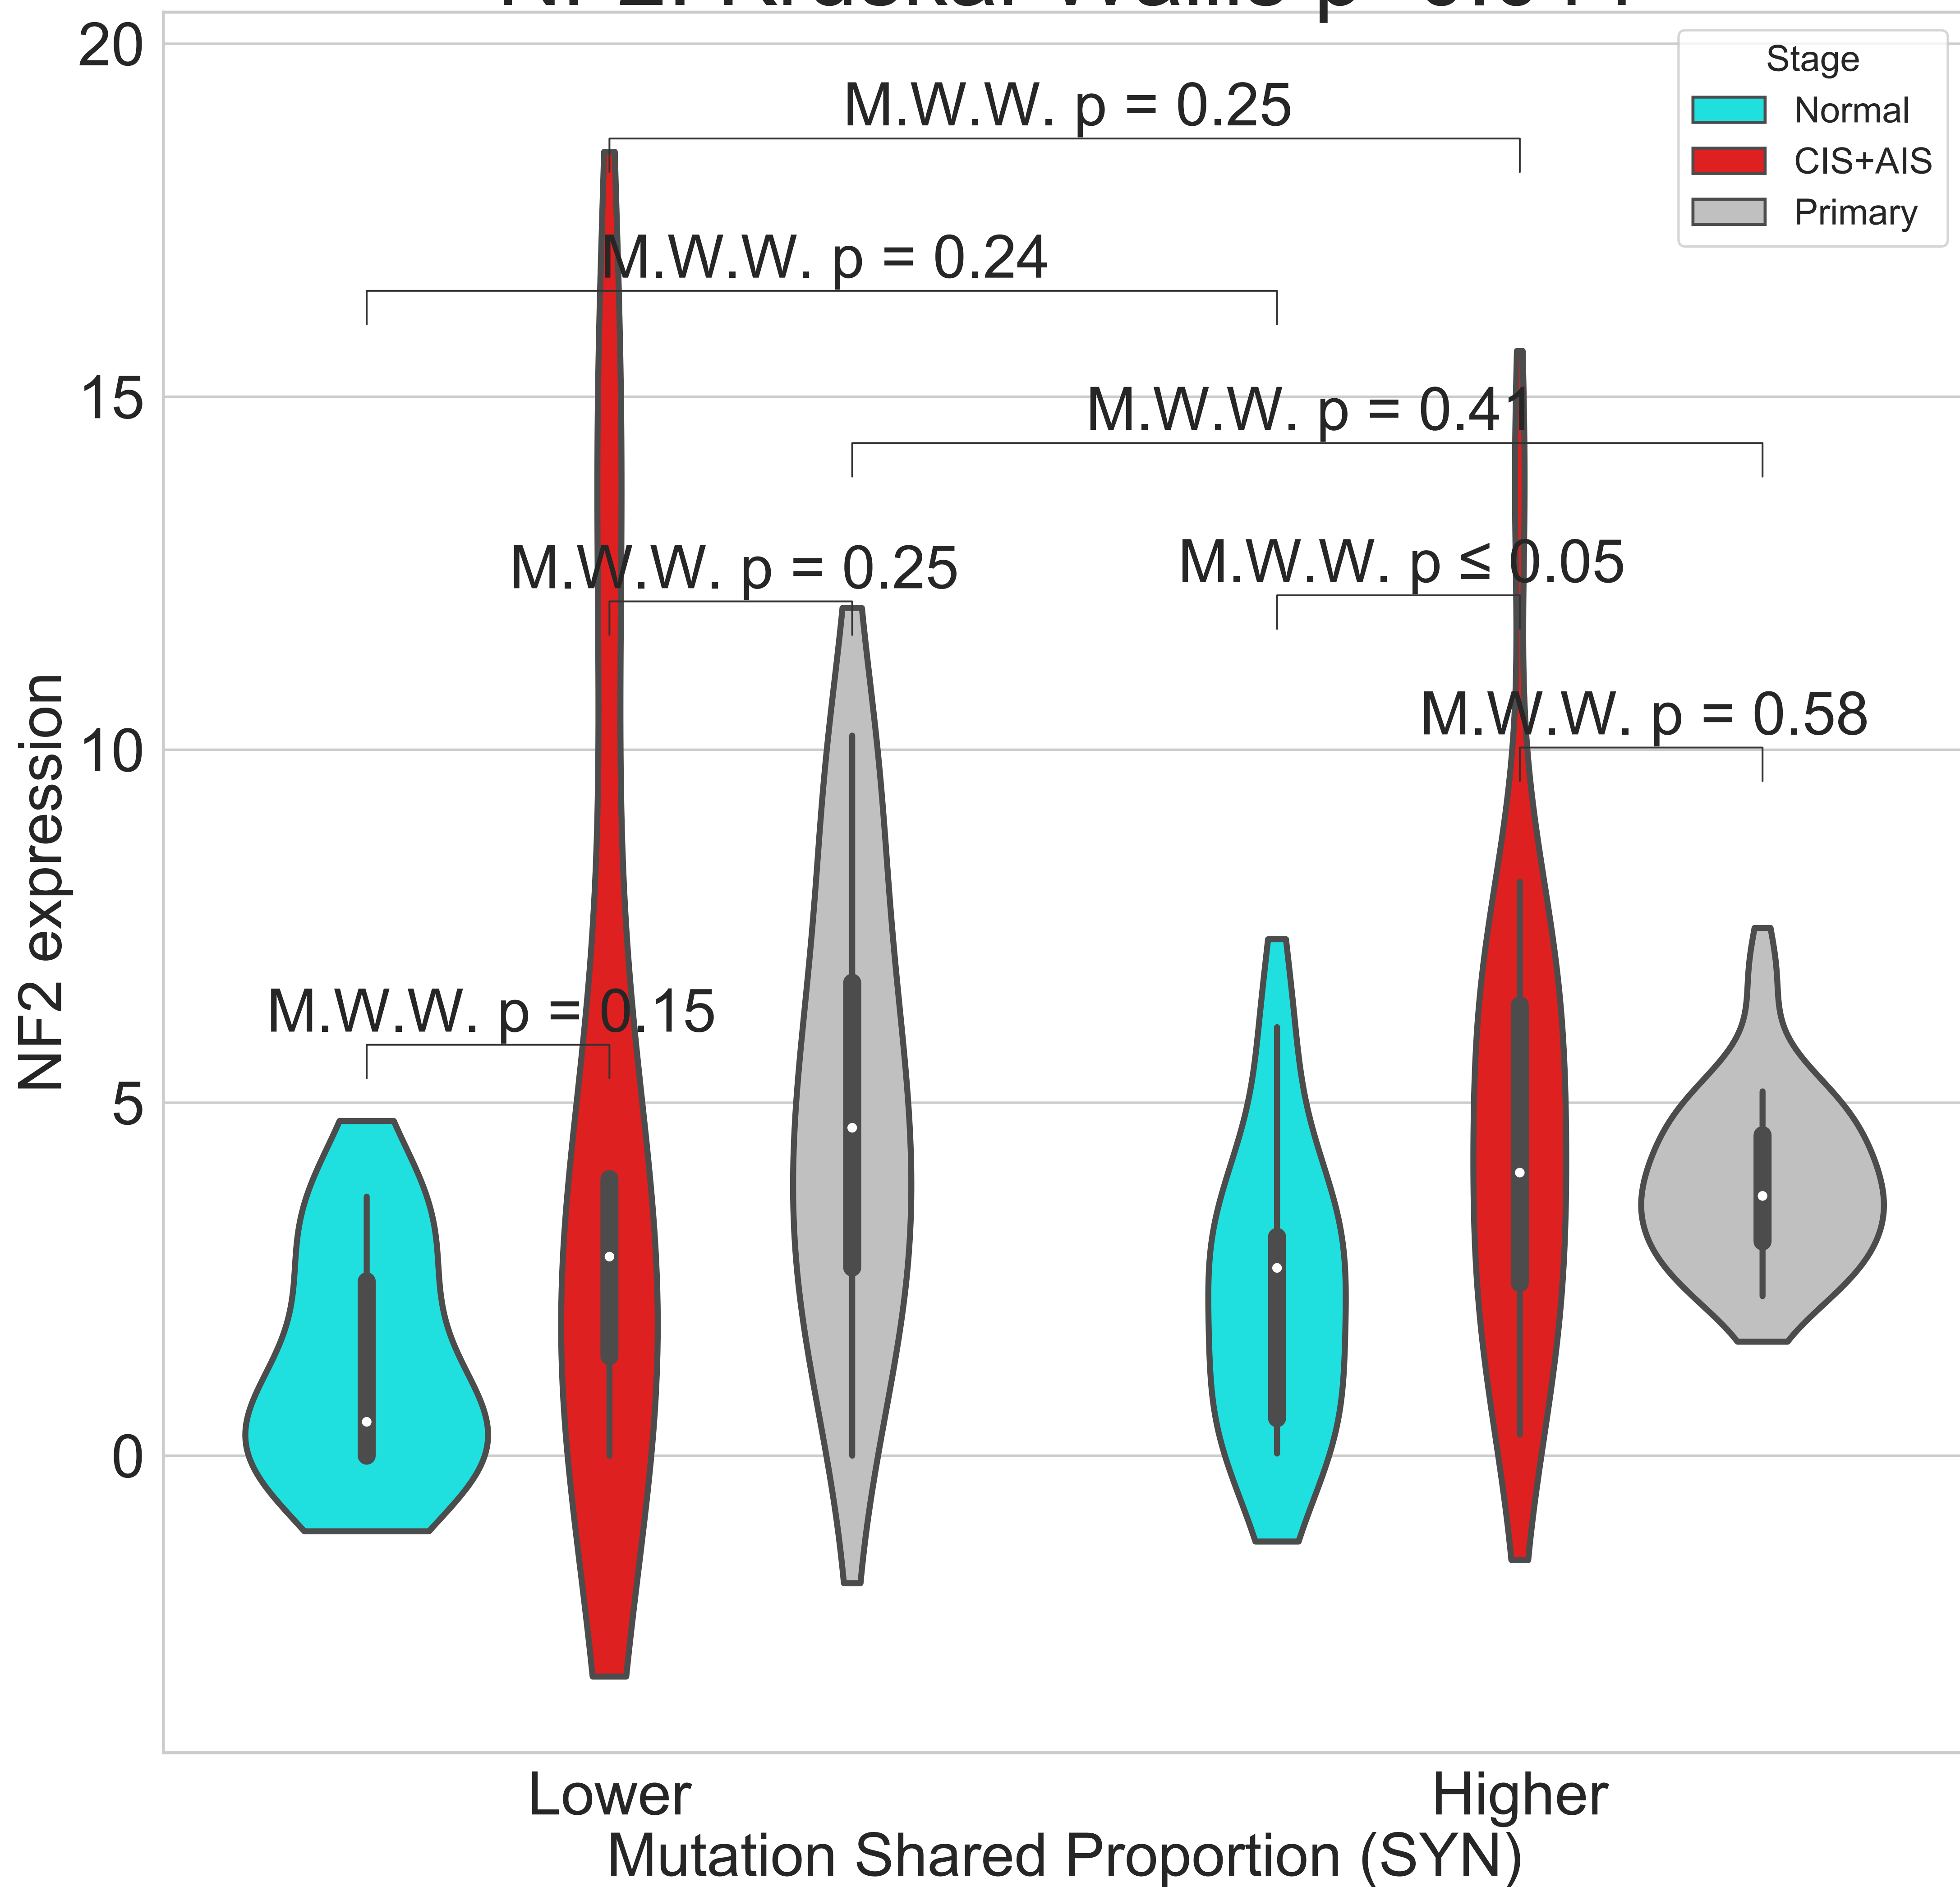 20
Stage
Normal
CIS+AIS
Primary
M.W.W. p = 0.25
M.W.W. p = 0.24
15
M.W.W. p = 0.41
M.W.W. p = 0.25
M.W.W. p ≤ 0.05
10
M.W.W. p = 0.58
NF2 expression
M.W.W. p = 0.15
5
0
Lower
Higher
Mutation Shared Proportion (SYN)